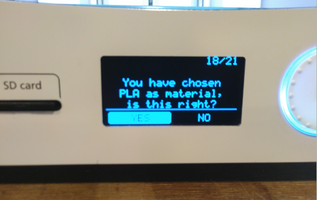 18/21
SD card
You have chosen
PLA as material,
is this right?
YES NO